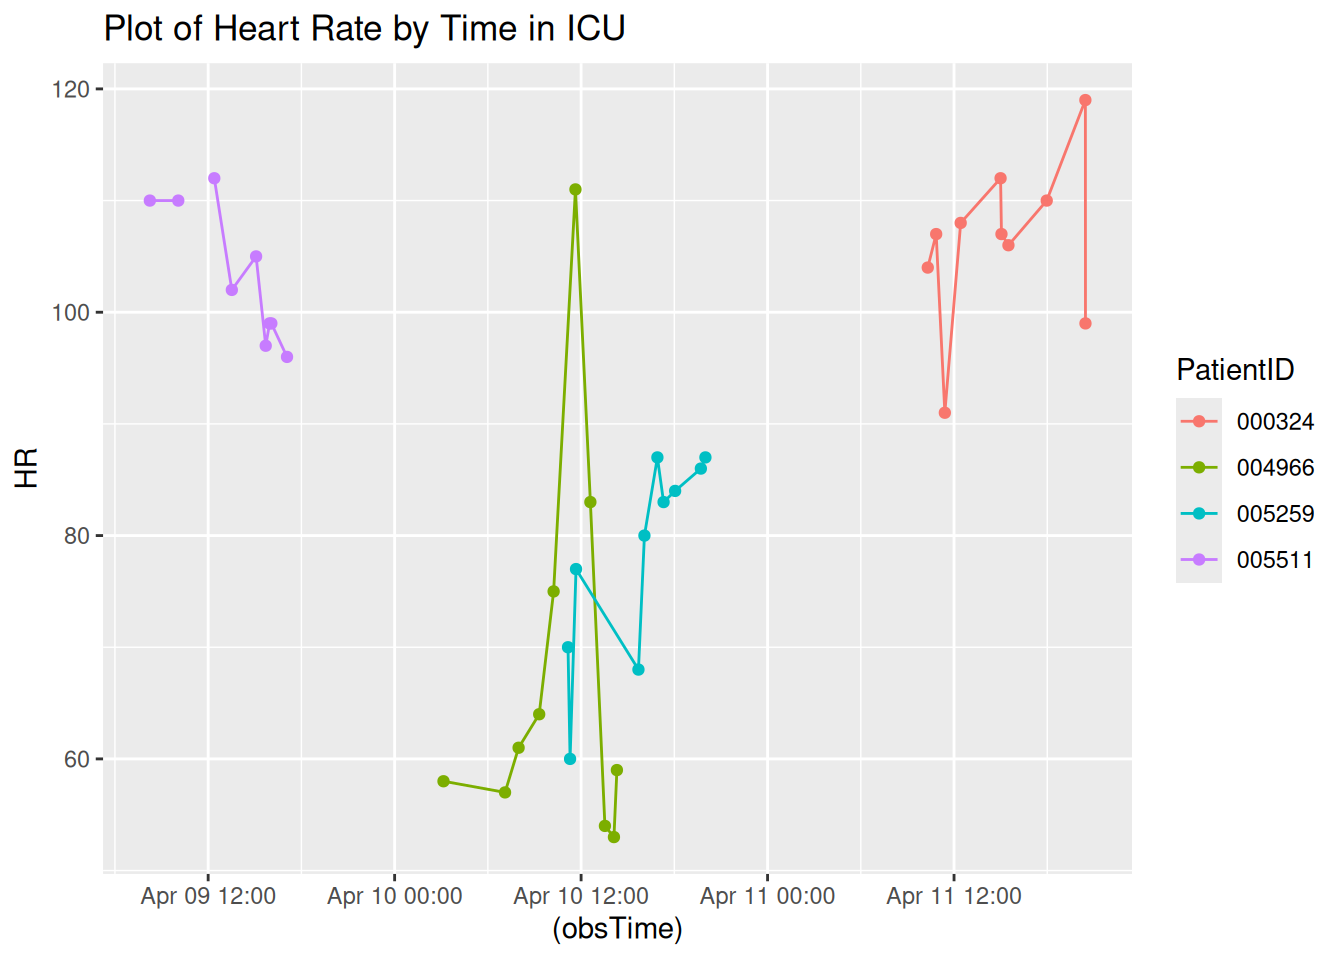 Plot of Heart Rate by Time in ICU
120
100
80
60
HR
Apr 09 12:00
Apr 10 00:00
Apr 10 12:00
Apr 11 00:00
Apr 11 12:00
(obsTime)
PatientID
000324
004966
005259
005511